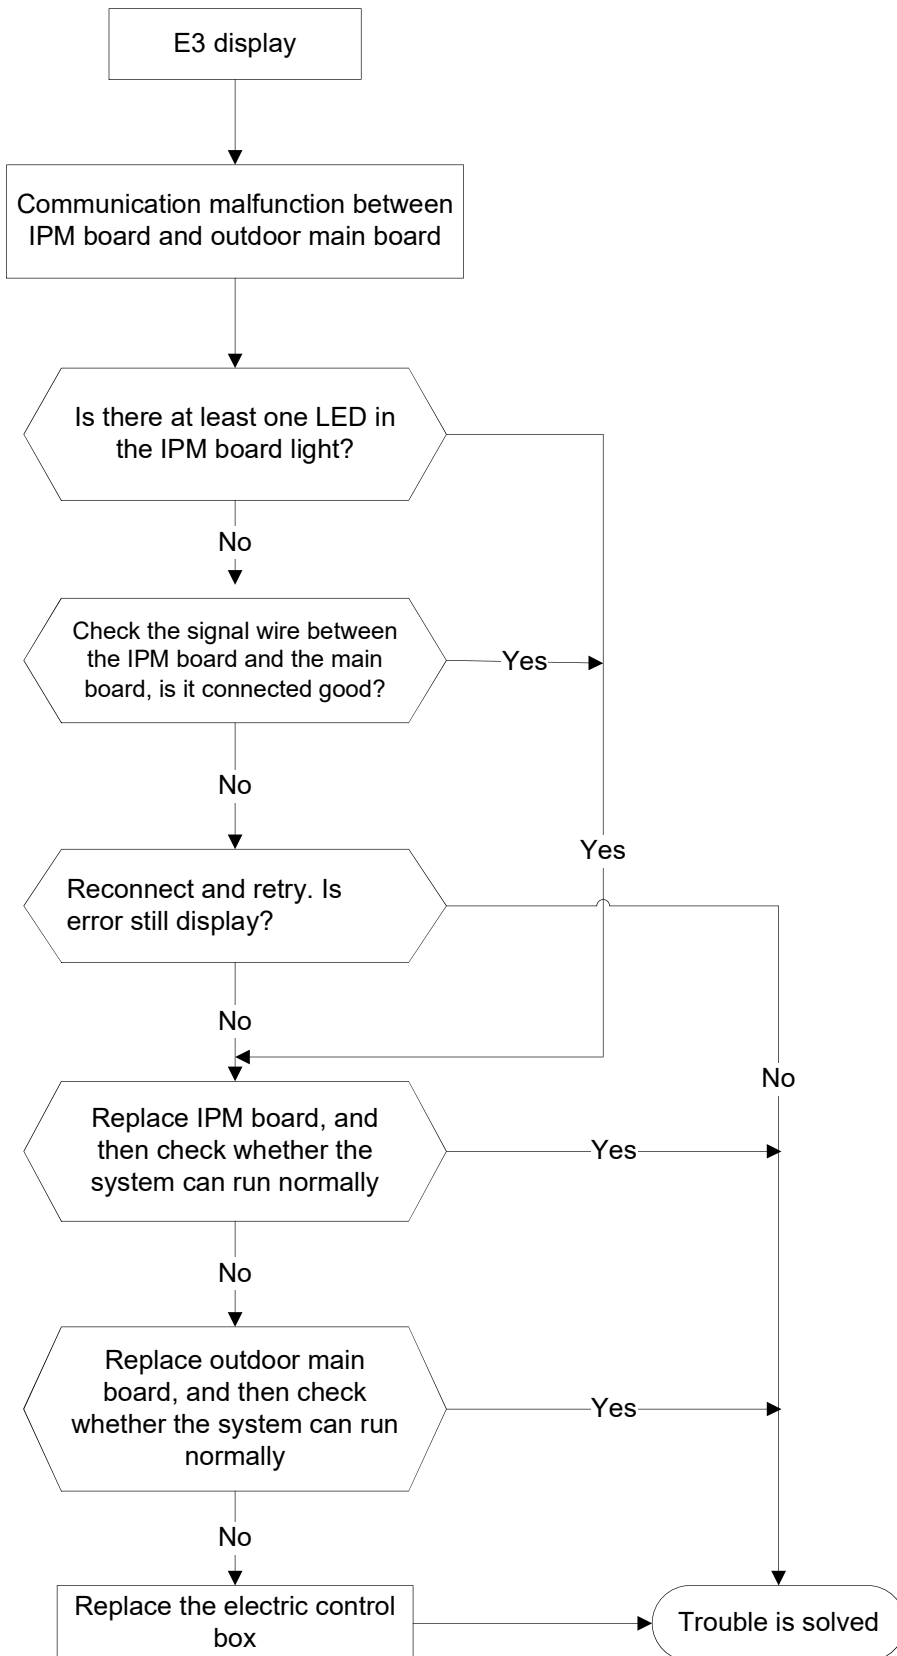 E3 display
Communication malfunction between
IPM board and outdoor main board
Is there at least one LED in
the IPM board light?
No
Check the signal wire between
the IPM board and the main
board, is it connected good?
Yes
No
Yes
Reconnect and retry. Is
error still display?
No
No
Replace IPM board, and
then check whether the
system can run normally
Yes
No
Replace outdoor main
board, and then check
whether the system can run
normally
Yes
No
Replace the electric control
box
Trouble is solved